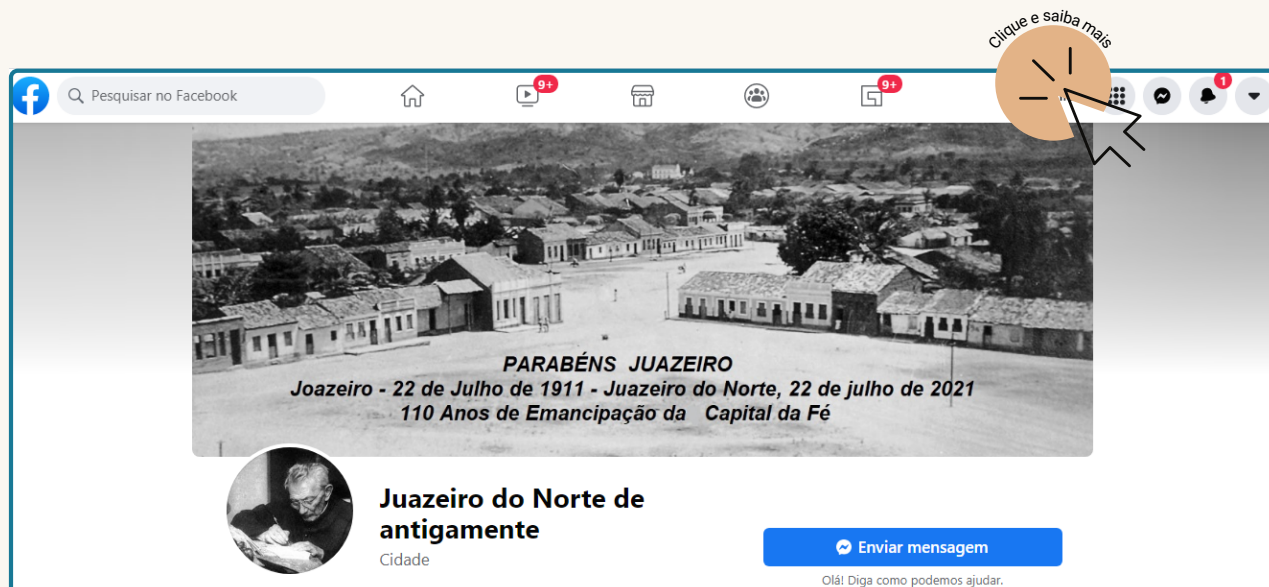 Clique e saiba mais
Pesquisar no Facebook
9+
9+
1
PARABÉNS JUAZEIRO
Joazeiro - 22 de Julho de 1911 - Juazeiro do Norte, 22 de julho de 2021
110 Anos de Emancipação da Capital da Fé
Juazeiro do Norte de
antigamente
Cidade
Enviar mensagem
Olá! Diga como podemos ajudar.